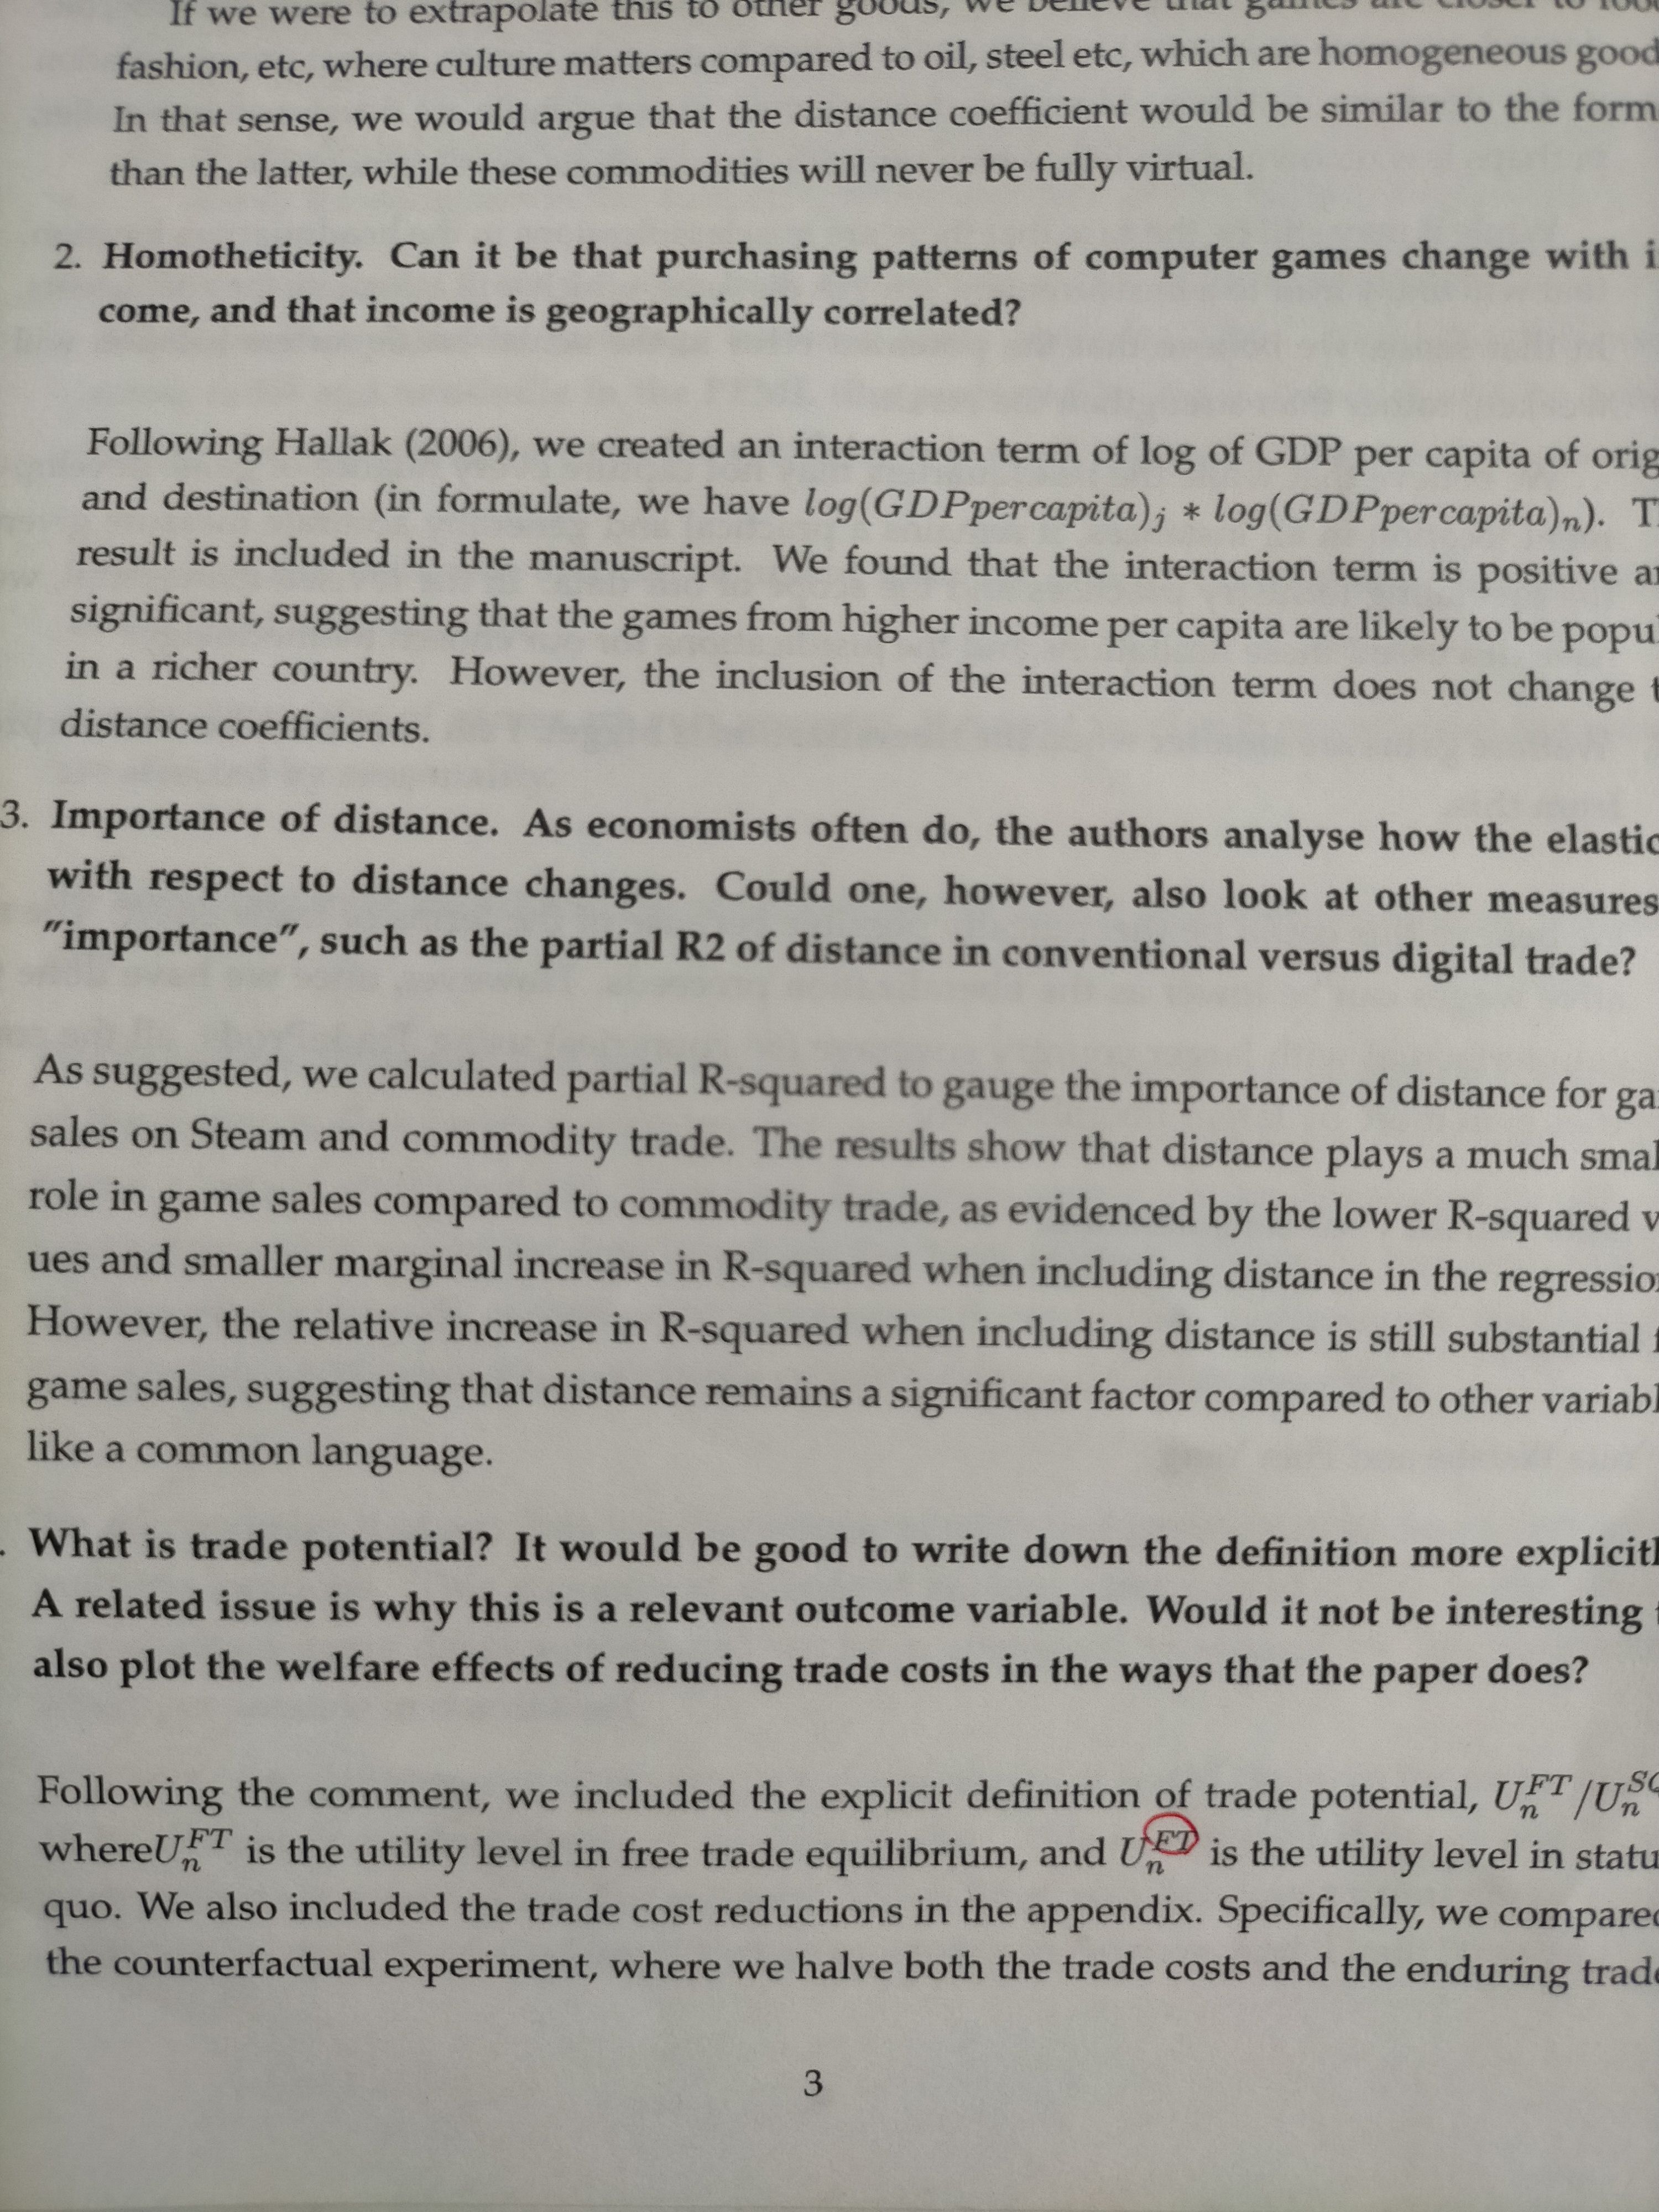 If we were to extrapolate this to other goods, we believe that games are closer to
fashion, etc, where culture matters compared to oil, steel etc, which are homogeneous good
In that sense, we would argue that the distance coefficient would be similar to the form
than the latter, while these commodities will never be fully virtual.
2. Homotheticity. Can it be that purchasing patterns of computer games change with i
come, and that income is geographically correlated?
Following Hallak (2006), we created an interaction term of log of GDP per capita of orig
and destination (in formulate, we have log(GDPpercapita)j * log(GDPpercapita)n). T
result is included in the manuscript. We found that the interaction term is positive a
significant, suggesting that the games from higher income per capita are likely to be popu
in a richer country. However, the inclusion of the interaction term does not change t
distance coefficients.
3. Importance of distance. As economists often do, the authors analyse how the elastic
with respect to distance changes. Could one, however, also look at other measures
"importance", such as the partial R2 of distance in conventional versus digital trade?
As suggested, we calculated partial R-squared to gauge the importance of distance for ga
sales on Steam and commodity trade. The results show that distance plays a much smal
role in game sales compared to commodity trade, as evidenced by the lower R-squared v
ues and smaller marginal increase in R-squared when including distance in the regressio
However, the relative increase in R-squared when including distance is still substantial f
game sales, suggesting that distance remains a significant factor compared to other variabl
like a common language.
. What is trade potential? It would be good to write down the definition more explicitl
A related issue is why this is a relevant outcome variable. Would it not be interesting t
also plot the welfare effects of reducing trade costs in the ways that the paper does?
Following the comment, we included the explicit definition of trade potential, U_n^FT/U_n^SQ
whereU_n^FT is the utility level in free trade equilibrium, and U_n^FT is the utility level in statu
quo. We also included the trade cost reductions in the appendix. Specifically, we compared
the counterfactual experiment, where we halve both the trade costs and the enduring trade
3